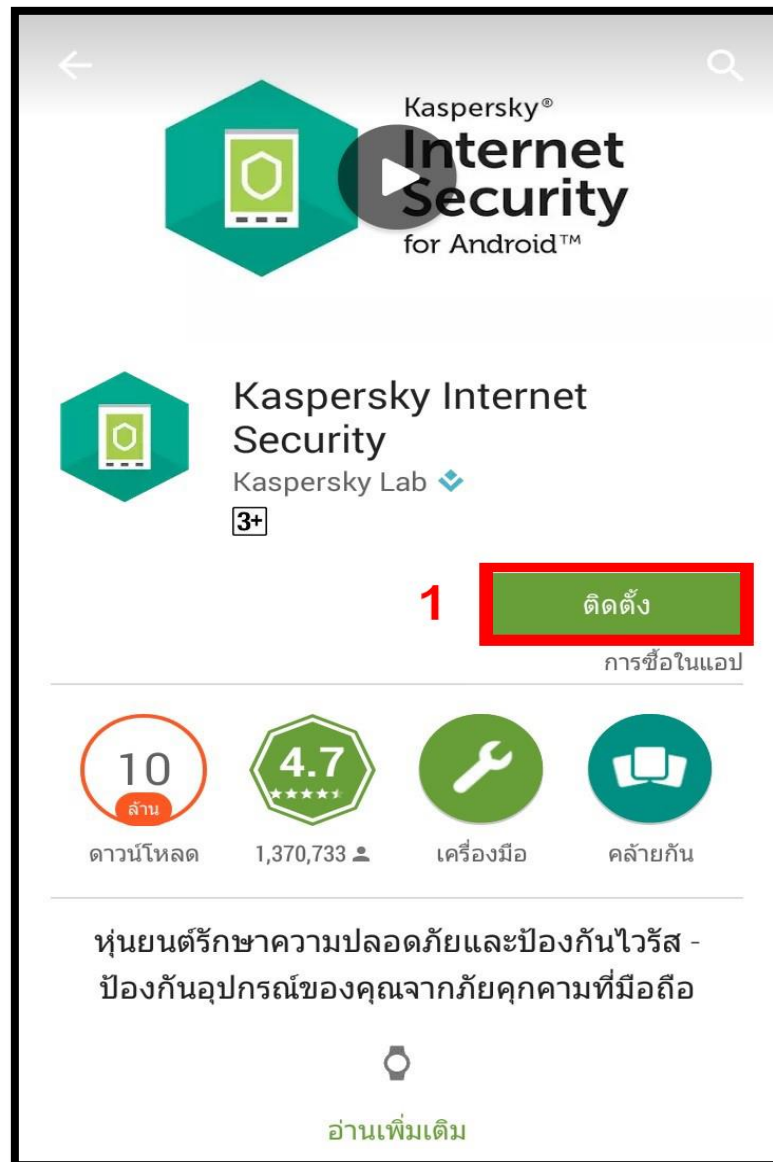 Kaspersky®
Internet
Security
for Android™
Kaspersky Internet
Security
Kaspersky Lab
3+
1
ติดตั้ง
การซื้อในแอป
10
ล้าน
4.7
ดาวน์โหลด
1,370,733
เครื่องมือ
คล้ายกัน
หุ่นยนต์รักษาความปลอดภัยและป้องกันไวรัส -
ป้องกันอุปกรณ์ของคุณจากภัยคุกคามที่มือถือ
อ่านเพิ่มเติม